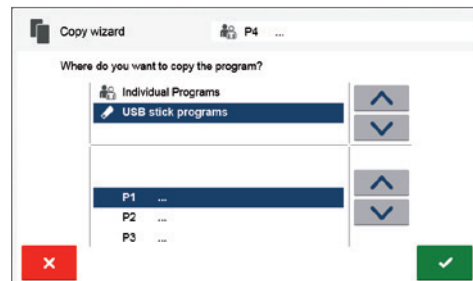 Copy wizard P4 ...
Where do you want to copy the program?
Individual Programs
USB stick programs
P1 ...
P2 ...
P3 ...